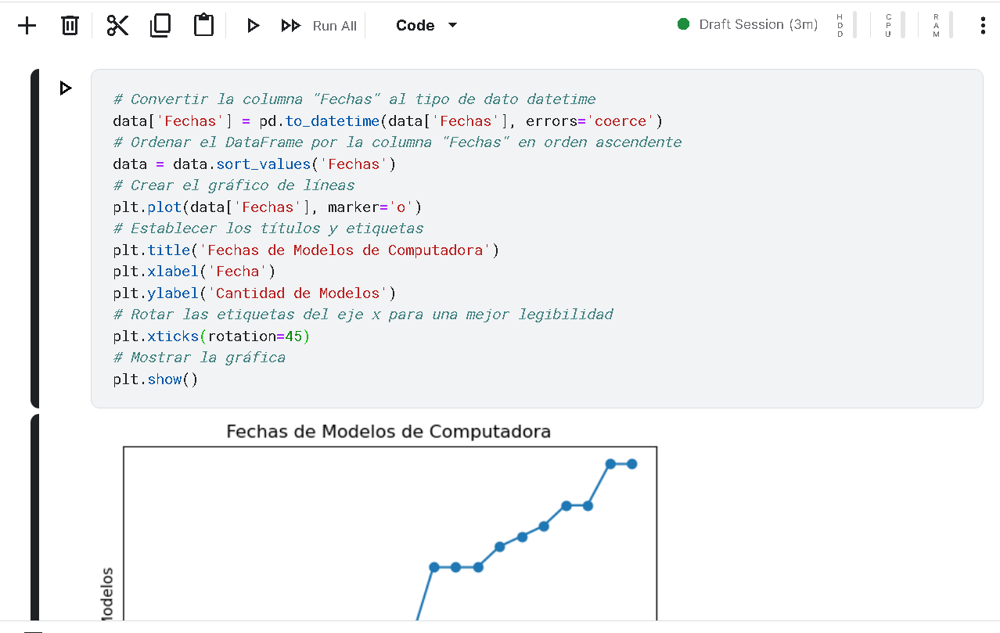 Run All
Code
Draft Session (3m)
HDD
CPU
RAM
# Convertir la columna "Fechas" al tipo de dato datetime
data['Fechas'] = pd.to_datetime(data['Fechas'], errors='coerce')
# Ordenar el DataFrame por la columna "Fechas" en orden ascendente
data = data.sort_values('Fechas')
# Crear el gráfico de líneas
plt.plot(data['Fechas'], marker='o')
# Establecer los títulos y etiquetas
plt.title('Fechas de Modelos de Computadora')
plt.xlabel('Fecha')
plt.ylabel('Cantidad de Modelos')
# Rotar las etiquetas del eje x para una mejor legibilidad
plt.xticks(rotation=45)
# Mostrar la gráfica
plt.show()
Fechas de Modelos de Computadora